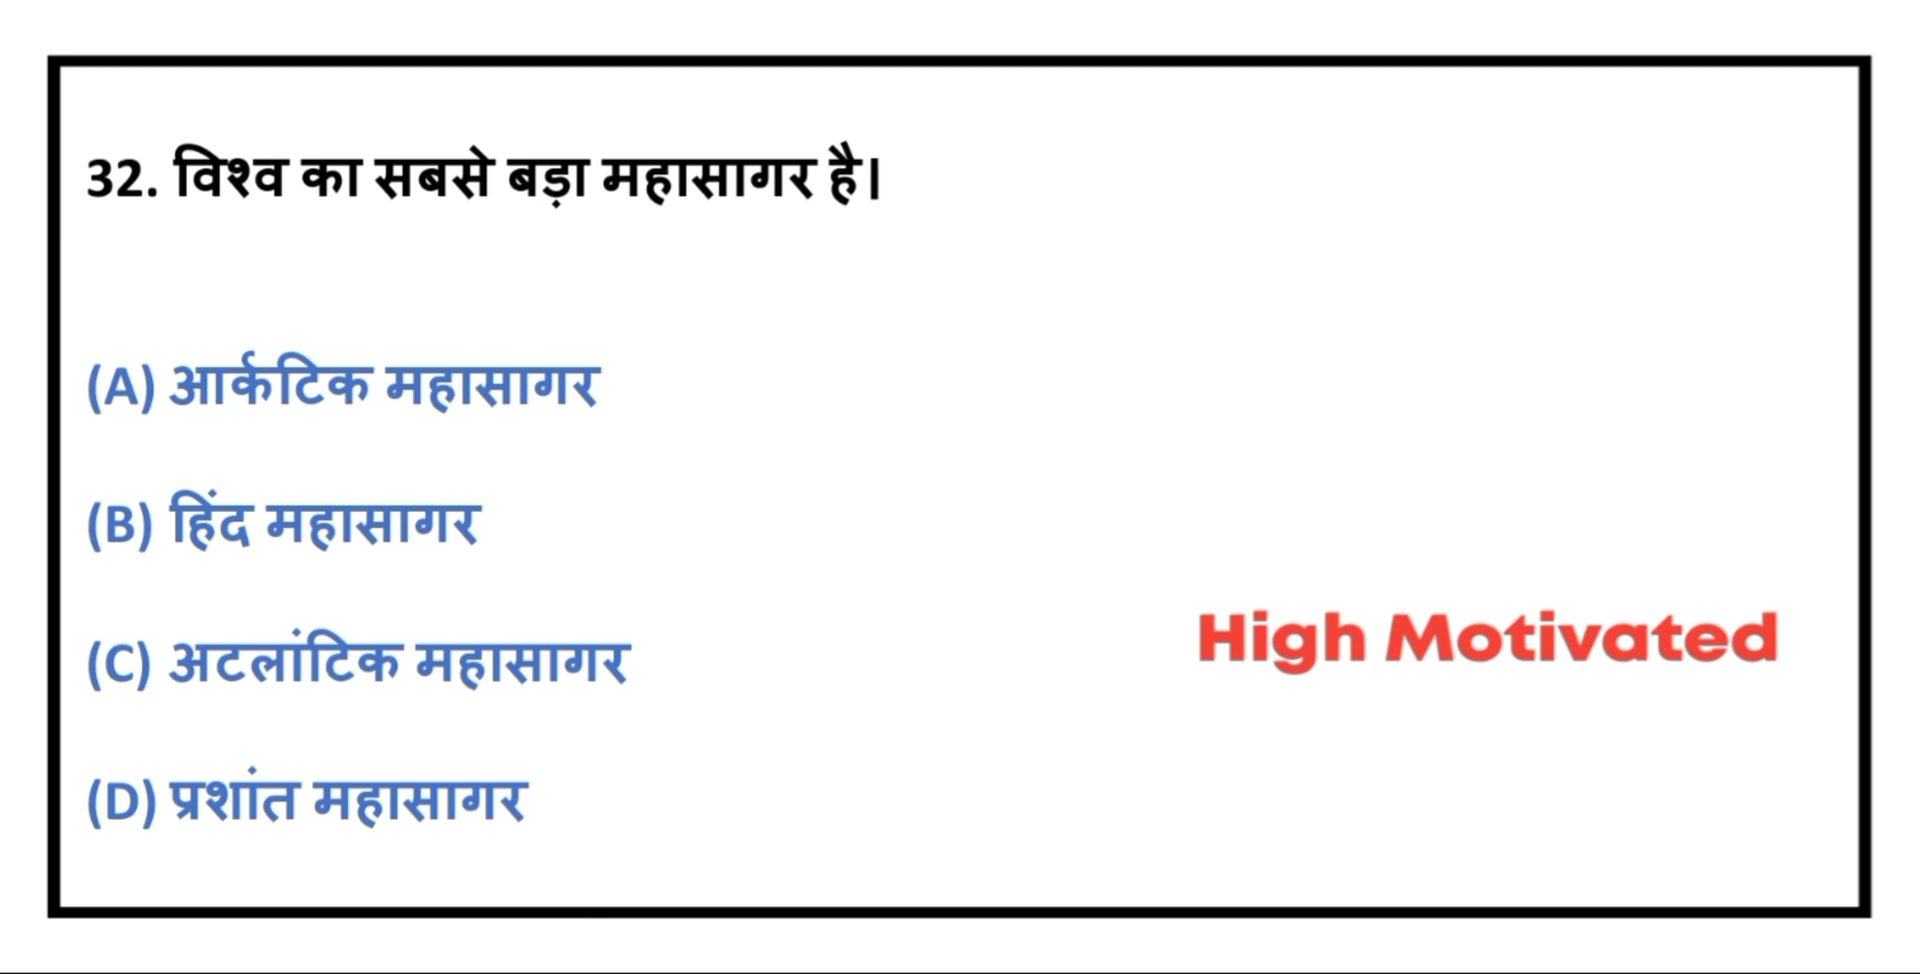 32. विश्व का सबसे बड़ा महासागर है।
(A) आर्कटिक महासागर
(B) हिंद महासागर
(C) अटलांटिक महासागर
(D) प्रशांत महासागर
High Motivated